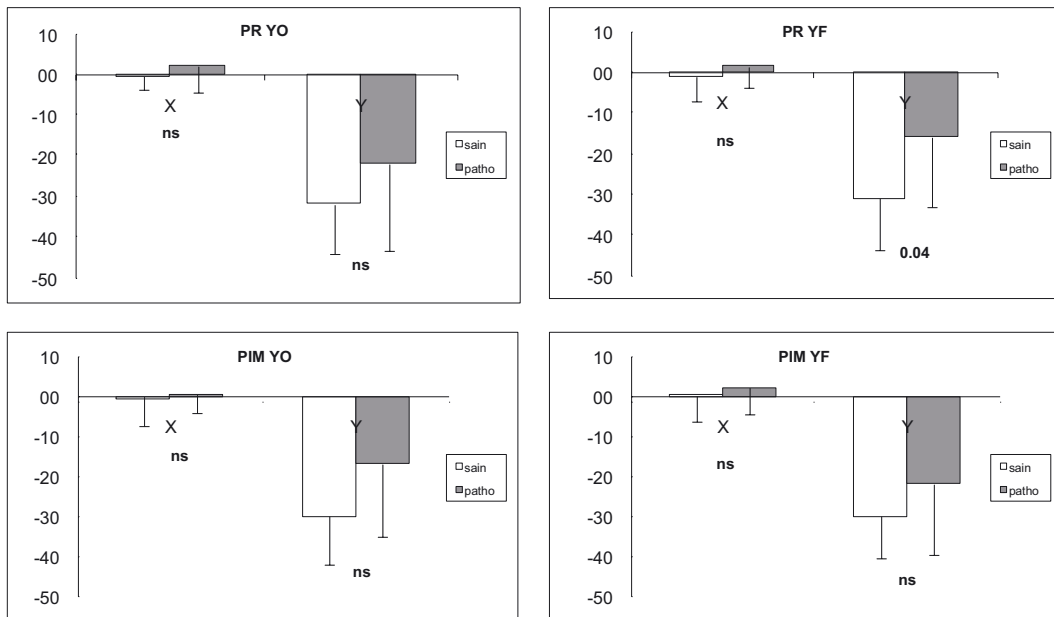 PR YO
10
00
-10
-20
-30
-40
-50
X
Y
ns
ns
sain
patho
PR YF
10
00
-10
-20
-30
-40
-50
X
Y
ns
0.04
sain
patho
PIM YO
10
00
-10
-20
-30
-40
-50
X
Y
ns
ns
sain
patho
PIM YF
10
00
-10
-20
-30
-40
-50
X
Y
ns
ns
sain
patho